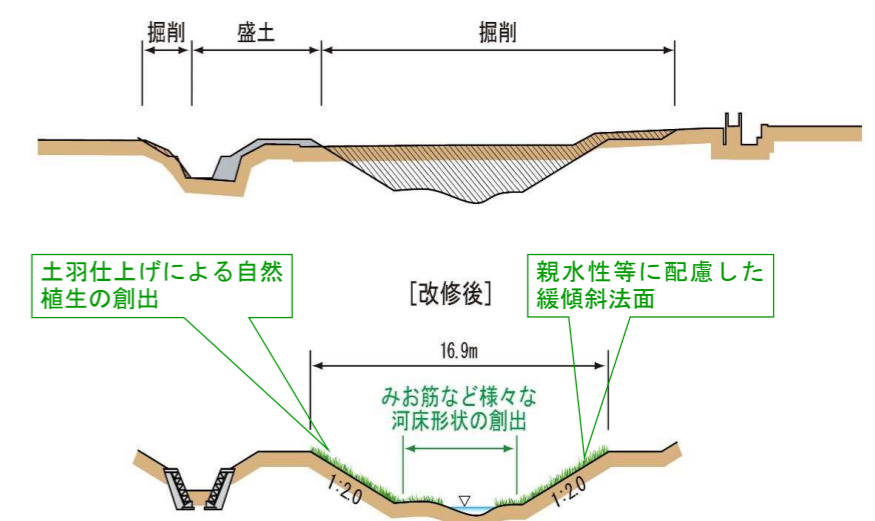 掘削
盛土
掘削
土羽仕上げによる自然
植生の創出
親水性等に配慮した
緩傾斜法面
[改修後]
16.9m
みお筋など様々な
河床形状の創出
1:2.0
1:2.0